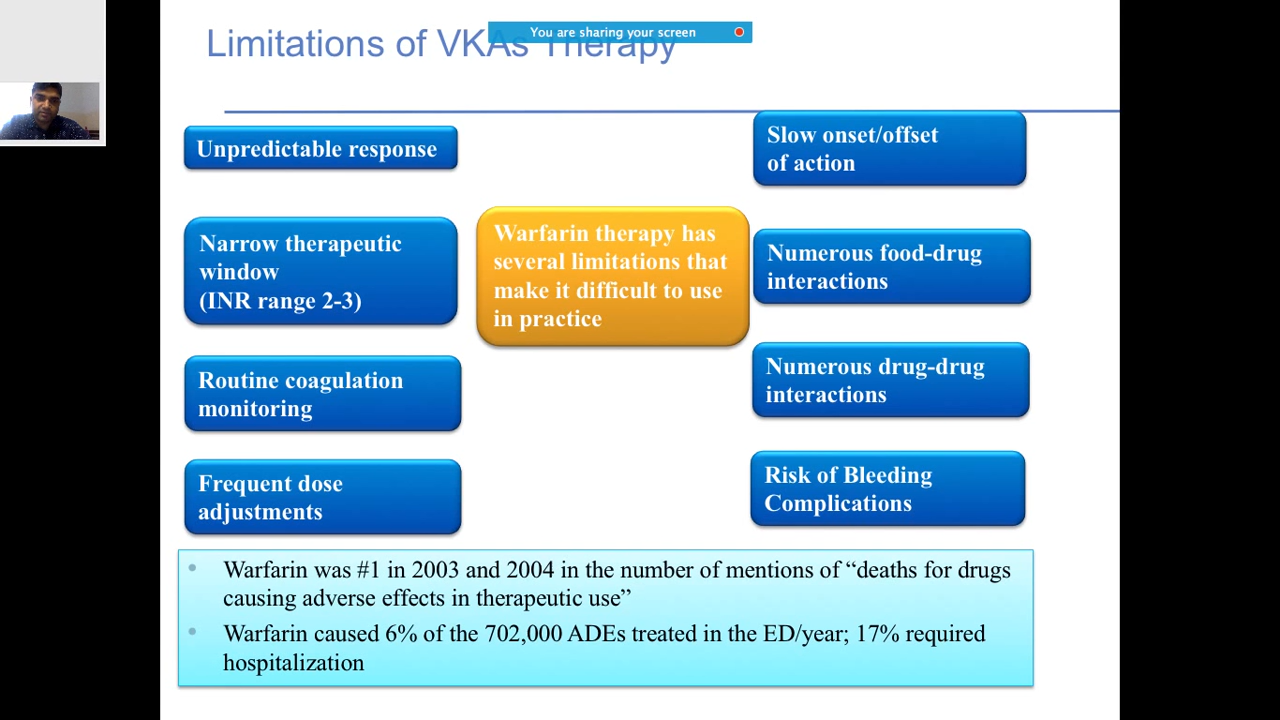 You are sharing your screen
Limitations of VKAs Therapy
Unpredictable response
Narrow therapeutic
window
(INR range 2-3)
Routine coagulation
monitoring
Frequent dose
adjustments
Warfarin therapy has
several limitations that
make it difficult to use
in practice
Slow onset/offset
of action
Numerous food-drug
interactions
Numerous drug-drug
interactions
Risk of Bleeding
Complications
• Warfarin was #1 in 2003 and 2004 in the number of mentions of “deaths for drugs
causing adverse effects in therapeutic use”
• Warfarin caused 6% of the 702,000 ADEs treated in the ED/year; 17% required
hospitalization